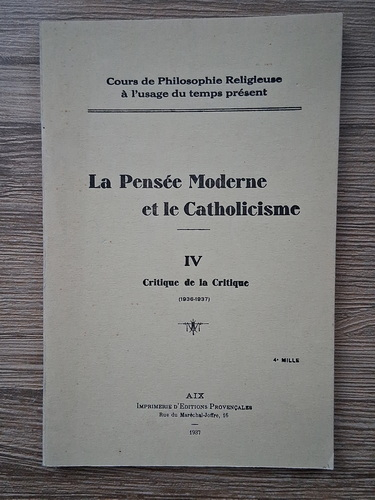 Cours de Philosophie Religieuse
à l'usage du temps présent
La Pensée Moderne
et le Catholicisme
IV
Critique de la Critique
(1936-1937)
4e MILLE
AIX
IMPRIMERIE D'EDITIONS PROVENÇALES
Rue du Maréchal-Joffre, 16
1937